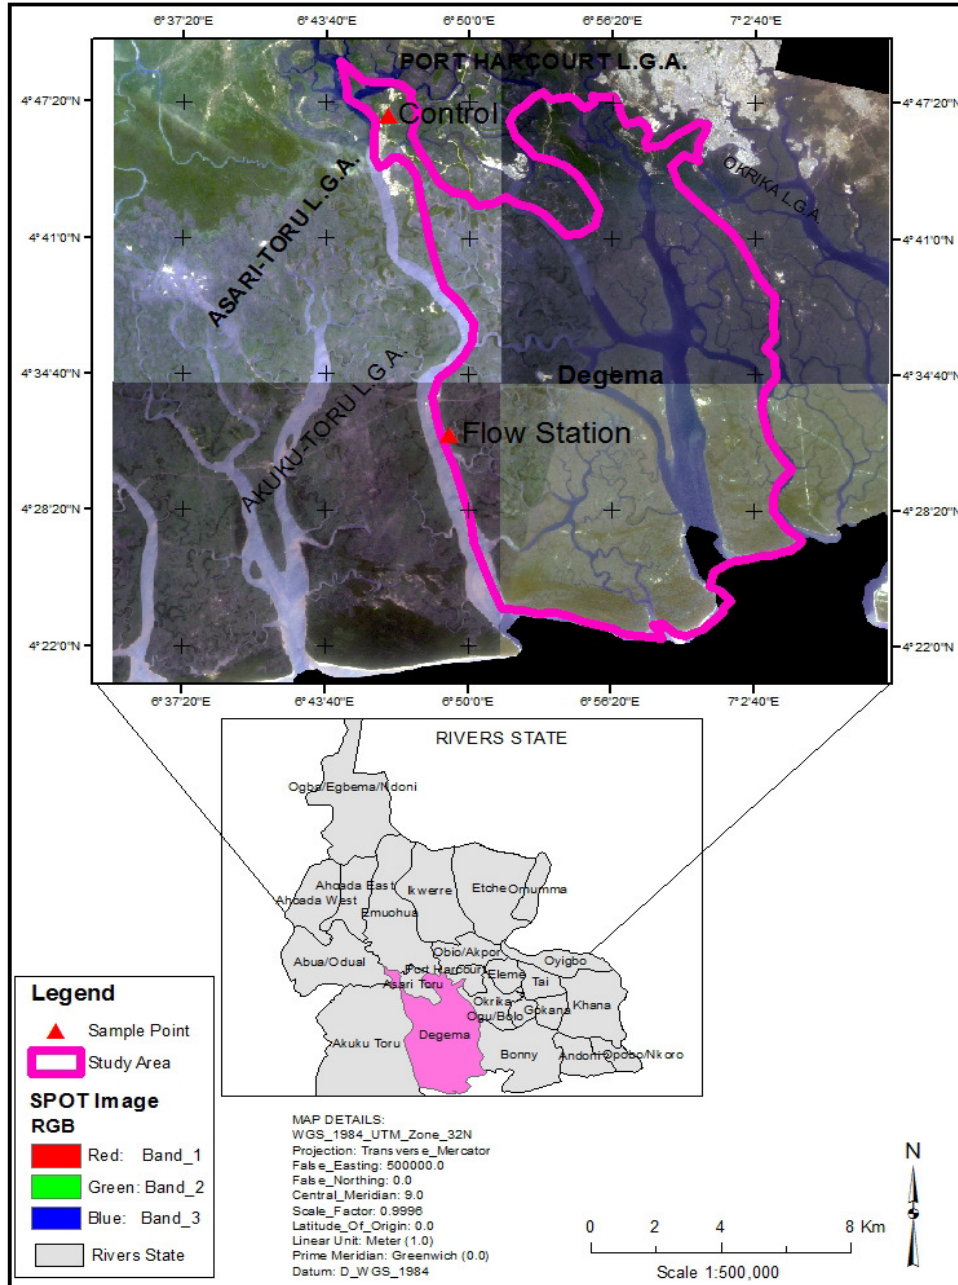 6°37'20"E 6°43'40"E 6°50'0"E 6°56'20"E 7°2'40"E
PORT HARCOURT L.G.A.
4°47'20"N 4°47'20"N
Control
OKRIKA L.G.A.
ASARI-TORU L.G.A.
4°41'0"N 4°41'0"N
4°34'40"N 4°34'40"N
Degema
AKUKU-TORU L.G.A.
Flow Station
4°28'20"N 4°28'20"N
4°22'0"N 4°22'0"N
6°37'20"E 6°43'40"E 6°50'0"E 6°56'20"E 7°2'40"E
RIVERS STATE
Ogba/Egbema/Ndoni
Ahoada East
Ikwerre
Etche
Omumma
Ahoada West
Emuohua
Obio/Akpor
Abua/Odual
Oyigbo
Port Harcourt
Eleme
Asari Toru
Tai
Okrika
Gokana
Khana
Ogu/Bolo
Degema
Akuku Toru
Bonny
Andoni
Opobo/Nkoro
Legend
Sample Point
Study Area
SPOT Image
RGB
Red: Band_1
Green: Band_2
Blue: Band_3
Rivers State
MAP DETAILS:
WGS_1984_UTM_Zone_32N
Projection: Transverse_Mercator
False_Easting: 500000.0
False_Northing: 0.0
Central_Meridian: 9.0
Scale_Factor: 0.9996
Latitude_Of_Origin: 0.0
Linear Unit: Meter (1.0)
Prime Meridian: Greenwich (0.0)
Datum: D_WGS_1984
N
0 2 4 8 Km
Scale 1:500,000